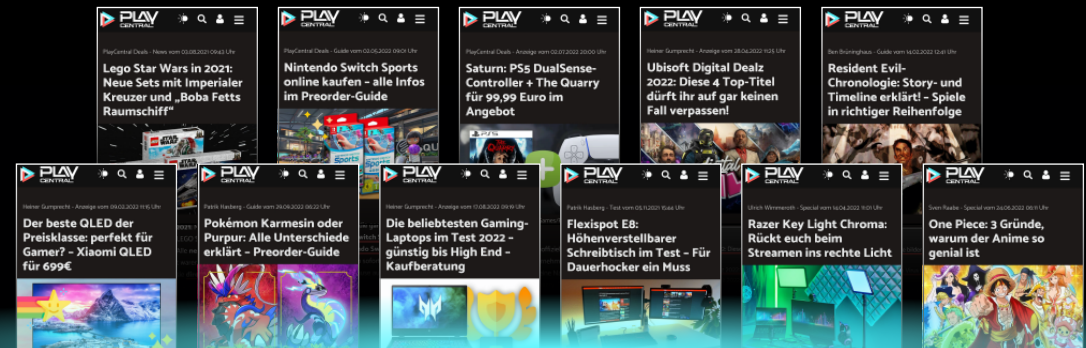 PLAY
CENTRAL
PlayCentral Deals - News vom 03.08.2021 09:43 Uhr
Lego Star Wars in 2021:
Neue Sets mit Imperialer
Kreuzer und „Boba Fetts
Raumschiff“
PLAY
CENTRAL
PlayCentral Deals - Guide vom 02.05.2022 09:01 Uhr
Nintendo Switch Sports
online kaufen – alle Infos
im Preorder-Guide
Sports
PLAY
CENTRAL
PlayCentral Deals - Anzeige vom 02.07.2022 20:00 Uhr
Saturn: PS5 DualSense-
Controller + The Quarry
für 99,99 Euro im
Angebot
PS5
QUARRY
PLAY
CENTRAL
Heiner Gumprecht - Anzeige vom 28.04.2022 11:25 Uhr
Ubisoft Digital Dealz
2022: Diese 4 Top-Titel
dürft ihr auf gar keinen
Fall verpassen!
PLAY
CENTRAL
Ben Brüninghaus - Guide vom 14.02.2022 12:41 Uhr
Resident Evil-
Chronologie: Story- und
Timeline erklärt! – Spiele
in richtiger Reihenfolge
PLAY
CENTRAL
Heiner Gumprecht - Anzeige vom 09.02.2022 11:15 Uhr
Der beste QLED der
Preisklasse: perfekt für
Gamer? – Xiaomi QLED
für 699€
PLAY
CENTRAL
Patrik Hasberg - Guide vom 29.09.2022 08:22 Uhr
Pokémon Karmesin oder
Purpur: Alle Unterschiede
erklärt – Preorder-Guide
PLAY
CENTRAL
Heiner Gumprecht - Anzeige vom 17.08.2022 09:19 Uhr
Die beliebtesten Gaming-
Laptops im Test 2022 –
günstig bis High End –
Kaufberatung
PLAY
CENTRAL
Patrik Hasberg - Test vom 05.11.2021 15:44 Uhr
Flexispot E8:
Höhenverstellbarer
Schreibtisch im Test – Für
Dauerhocker ein Muss
PLAY
CENTRAL
Ulrich Wimmeroth - Special vom 14.04.2022 11:01 Uhr
Razer Key Light Chroma:
Rückt euch beim
Streamen ins rechte Licht
PLAY
CENTRAL
Sven Raabe - Special vom 24.08.2022 08:11 Uhr
One Piece: 3 Gründe,
warum der Anime so
genial ist